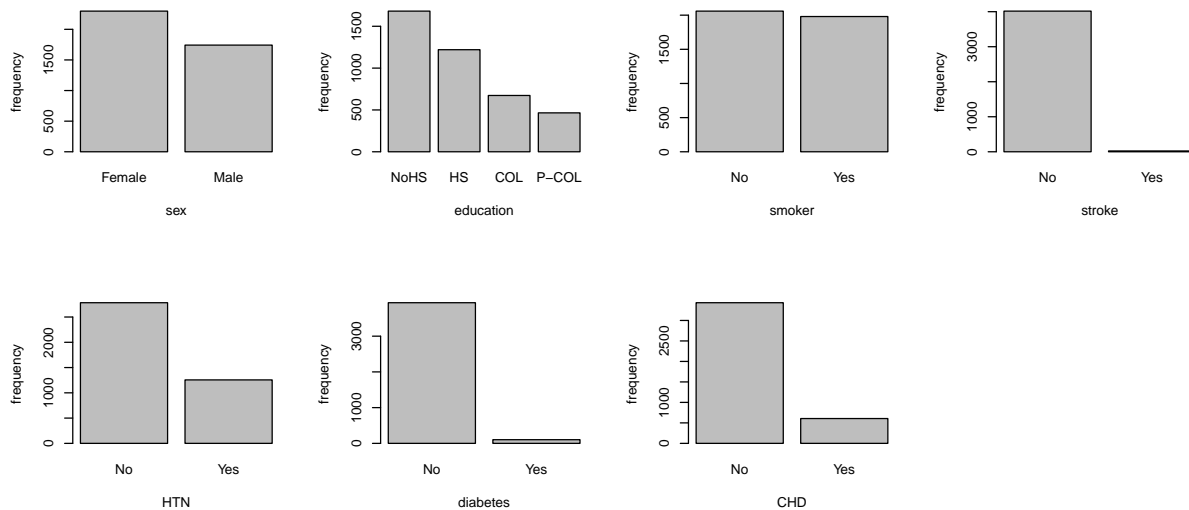 frequency
0
500
1500
Female
Male
sex
frequency
0
500
1000
1500
NoHS
HS
COL
P−COL
education
frequency
0
500
1500
No
Yes
smoker
frequency
0
1000
3000
No
Yes
stroke
frequency
0
1000
2000
No
Yes
HTN
frequency
0
1000
3000
No
Yes
diabetes
frequency
0
1000
2500
No
Yes
CHD